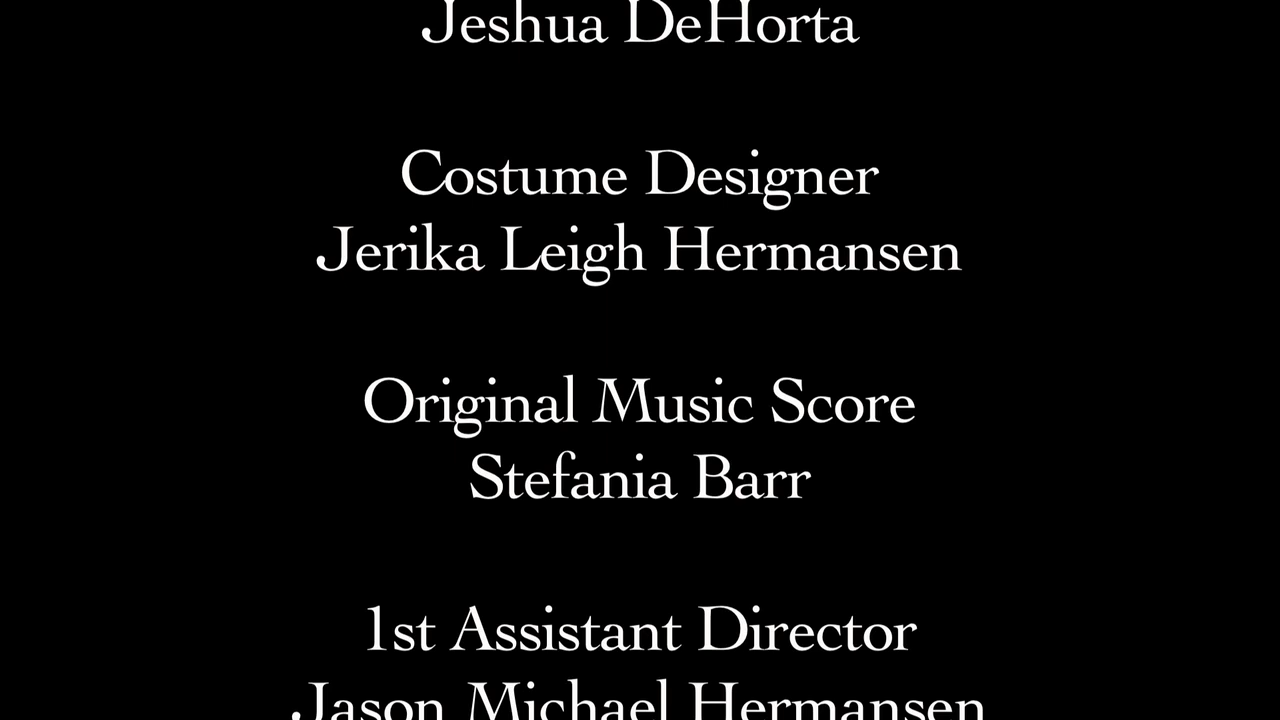 Jeshua DeHorta
Costume Designer
Jerika Leigh Hermansen
Original Music Score
Stefania Barr
1st Assistant Director
Jason Michael Hermansen